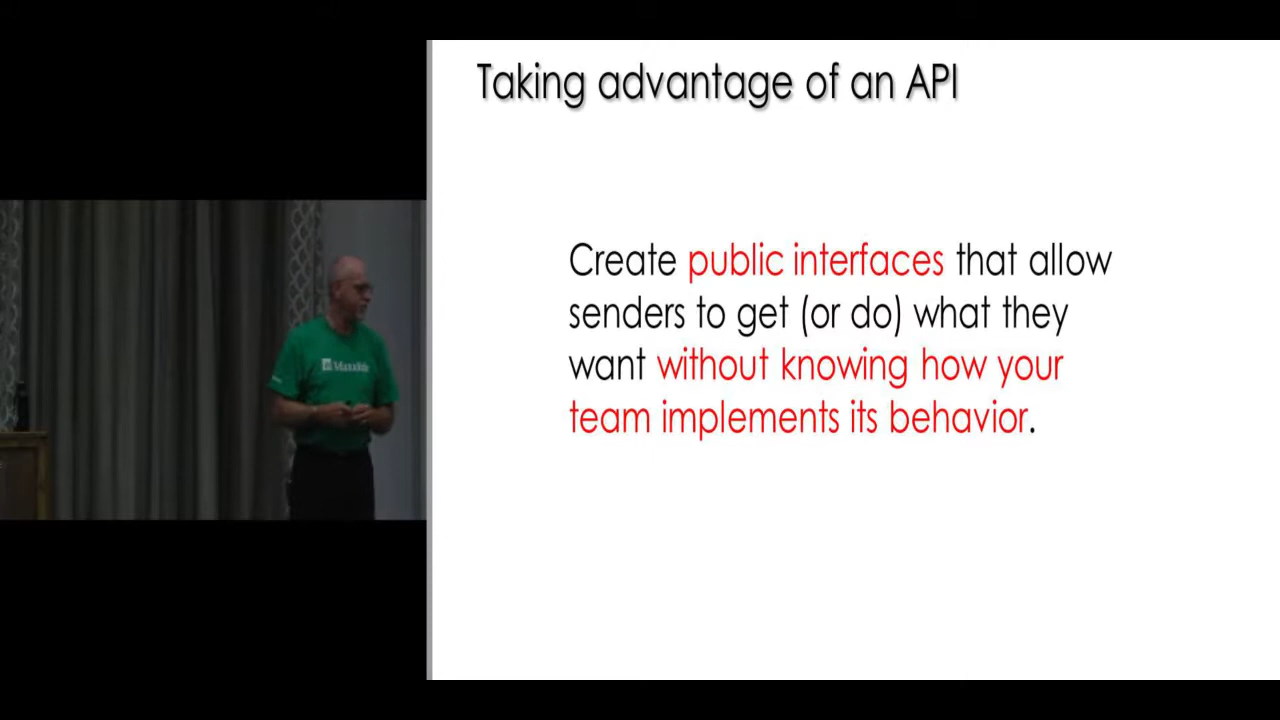 Taking advantage of an API
Create public interfaces that allow
senders to get (or do) what they
want without knowing how your
team implements its behavior.